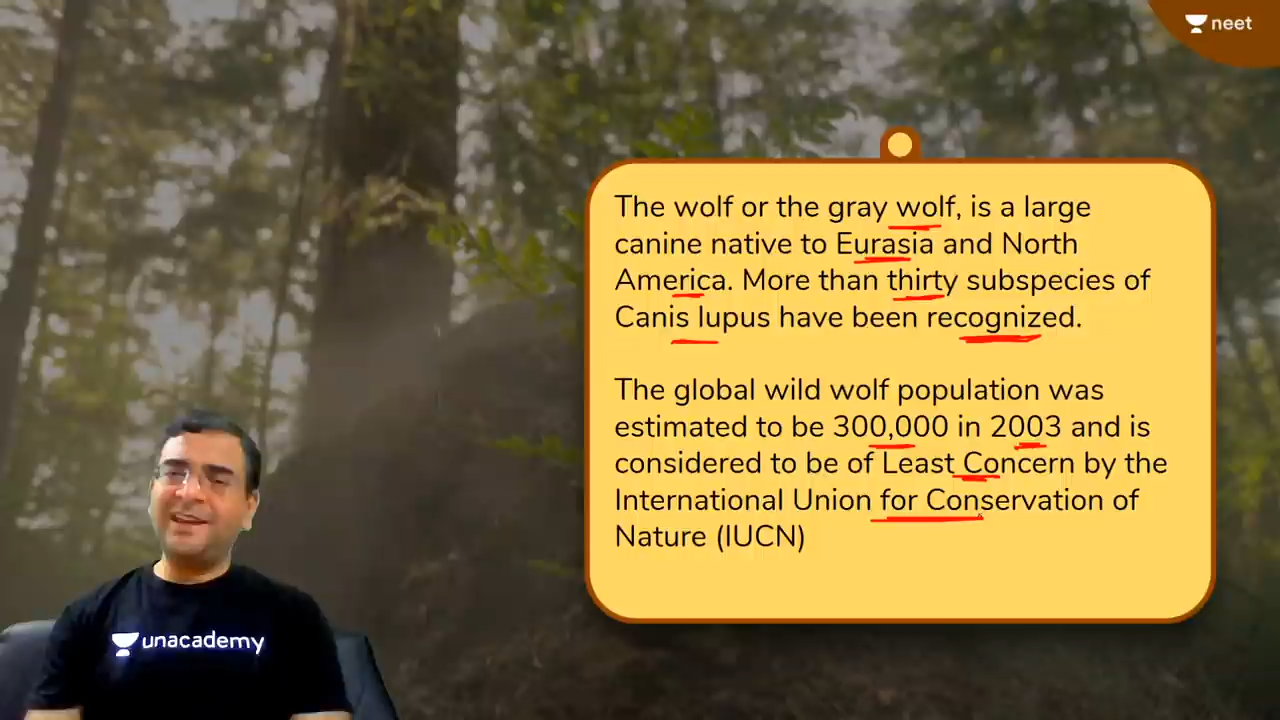 neet
The wolf or the gray wolf, is a large
canine native to Eurasia and North
America. More than thirty subspecies of
Canis lupus have been recognized.
The global wild wolf population was
estimated to be 300,000 in 2003 and is
considered to be of Least Concern by the
International Union for Conservation of
Nature (IUCN)
unacademy